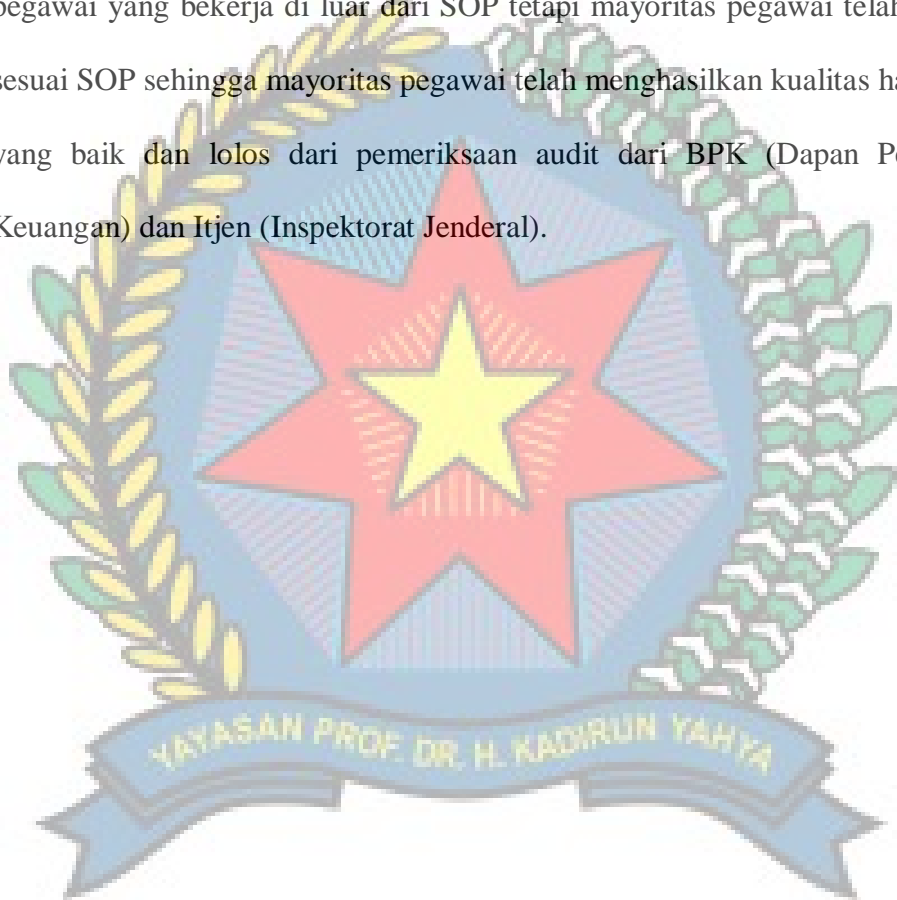 pegawai yang bekerja di luar dari SOP tetapi mayoritas pegawai telah
sesuai SOP sehingga mayoritas pegawai telah menghasilkan kualitas ha
yang baik dan lolos dari pemeriksaan audit dari BPK (Dapan Pe
Keuangan) dan Itjen (Inspektorat Jenderal).
YAYASAN PROF. DR. H. KADIRUN YAHYA